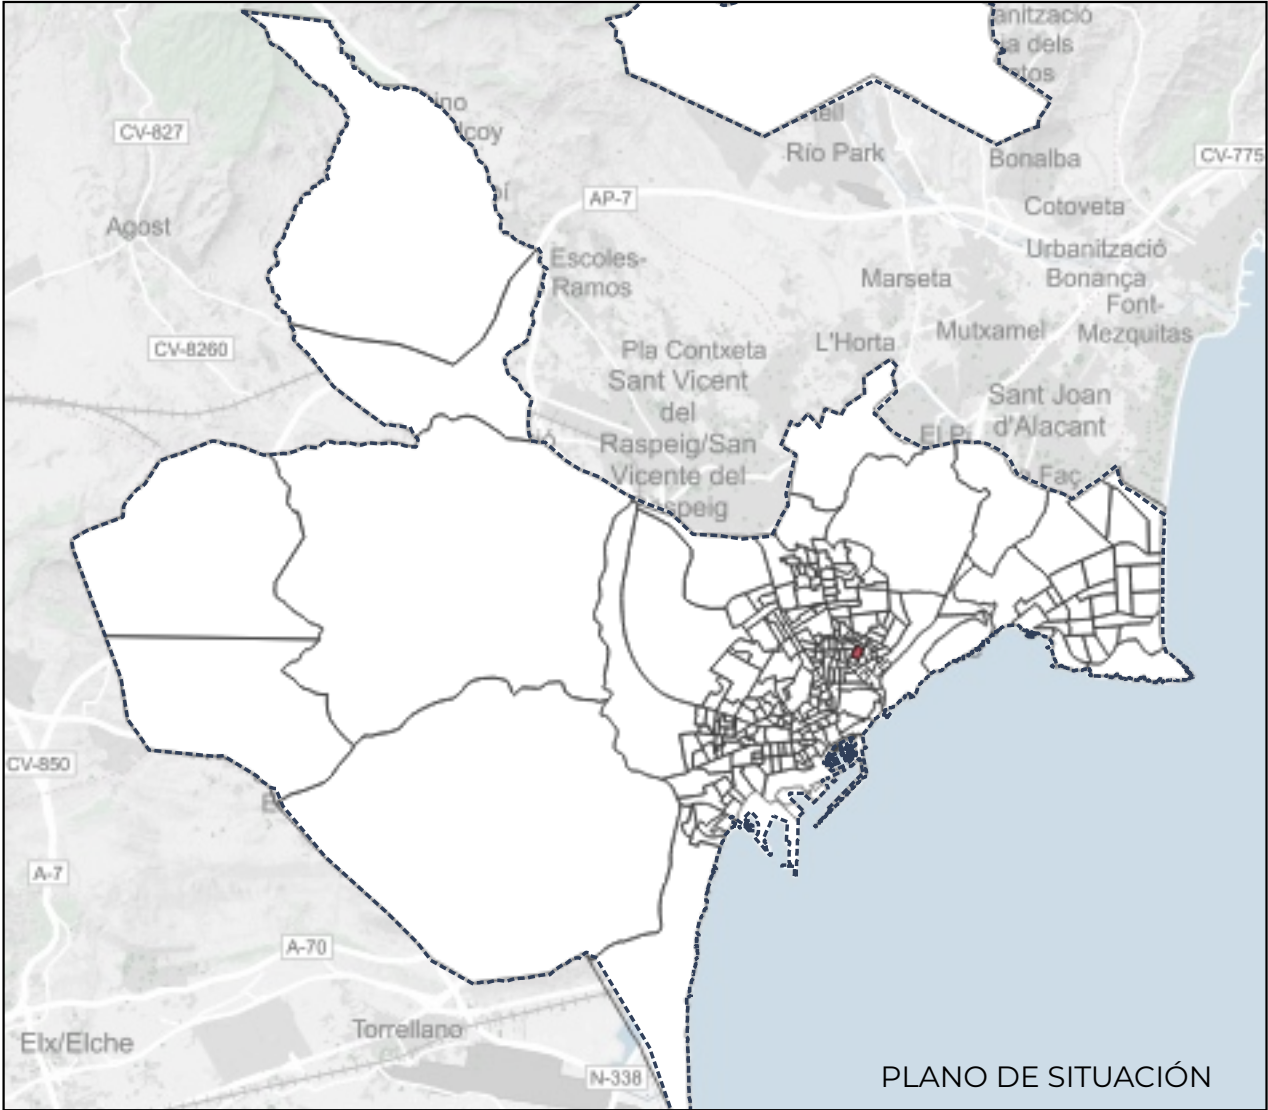 anització
a dels
CV-827
Río Park
Bonalba
CV-775
AP-7
Cotoveta
Agost
Urbanització
Bonança
Escoles-
Ramos
Marseta
Font-
Mezquitas
Mutxamel
L'Horta
CV-8260
Pla Contxeta
Sant Vicent
del
Raspeig/San
Vicente del
speig
Sant Joan
d'Alacant
Faç
CV-850
A-7
A-70
Elx/Elche
Torrellano
N-338
PLANO DE SITUACIÓN